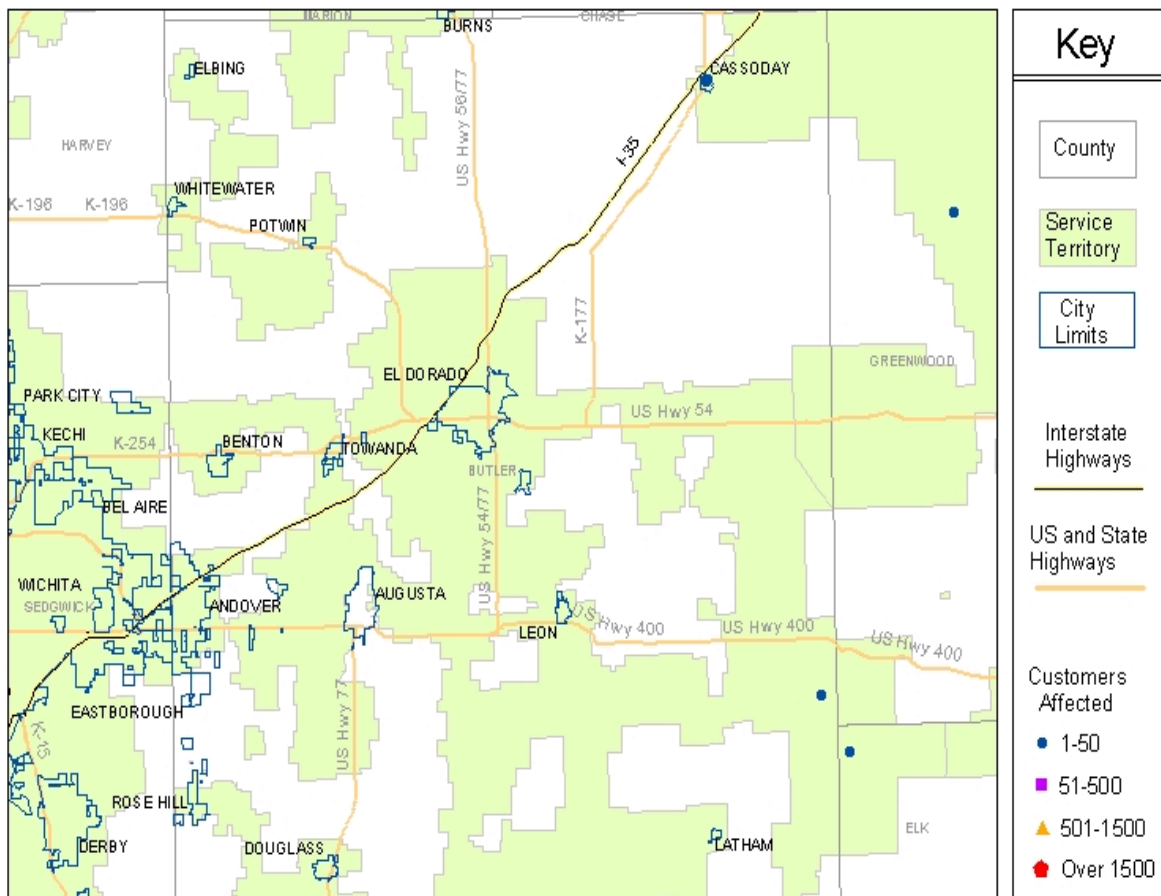 MARION
CHASE
BURNS
ELBING
CASSODAY
US Hwy 56/77
I-35
HARVEY
WHITEWATER
K-196
K-196
POTWIN
K-177
GREENWOOD
EL DORADO
PARK CITY
US Hwy 54
KECHI
K-254
BENTON
TOWANDA
BUTLER
BEL AIRE
US Hwy 54/77
WICHITA
SEDGWICK
ANDOVER
AUGUSTA
LEON
US Hwy 400
US Hwy 400
US Hwy 400
EASTBOROUGH
K-15
US Hwy 77
ROSE HILL
DERBY
DOUGLASS
LATHAM
ELK
Key
County
Service
Territory
City
Limits
Interstate
Highways
US and State
Highways
Customers
Affected
1-50
51-500
501-1500
Over 1500